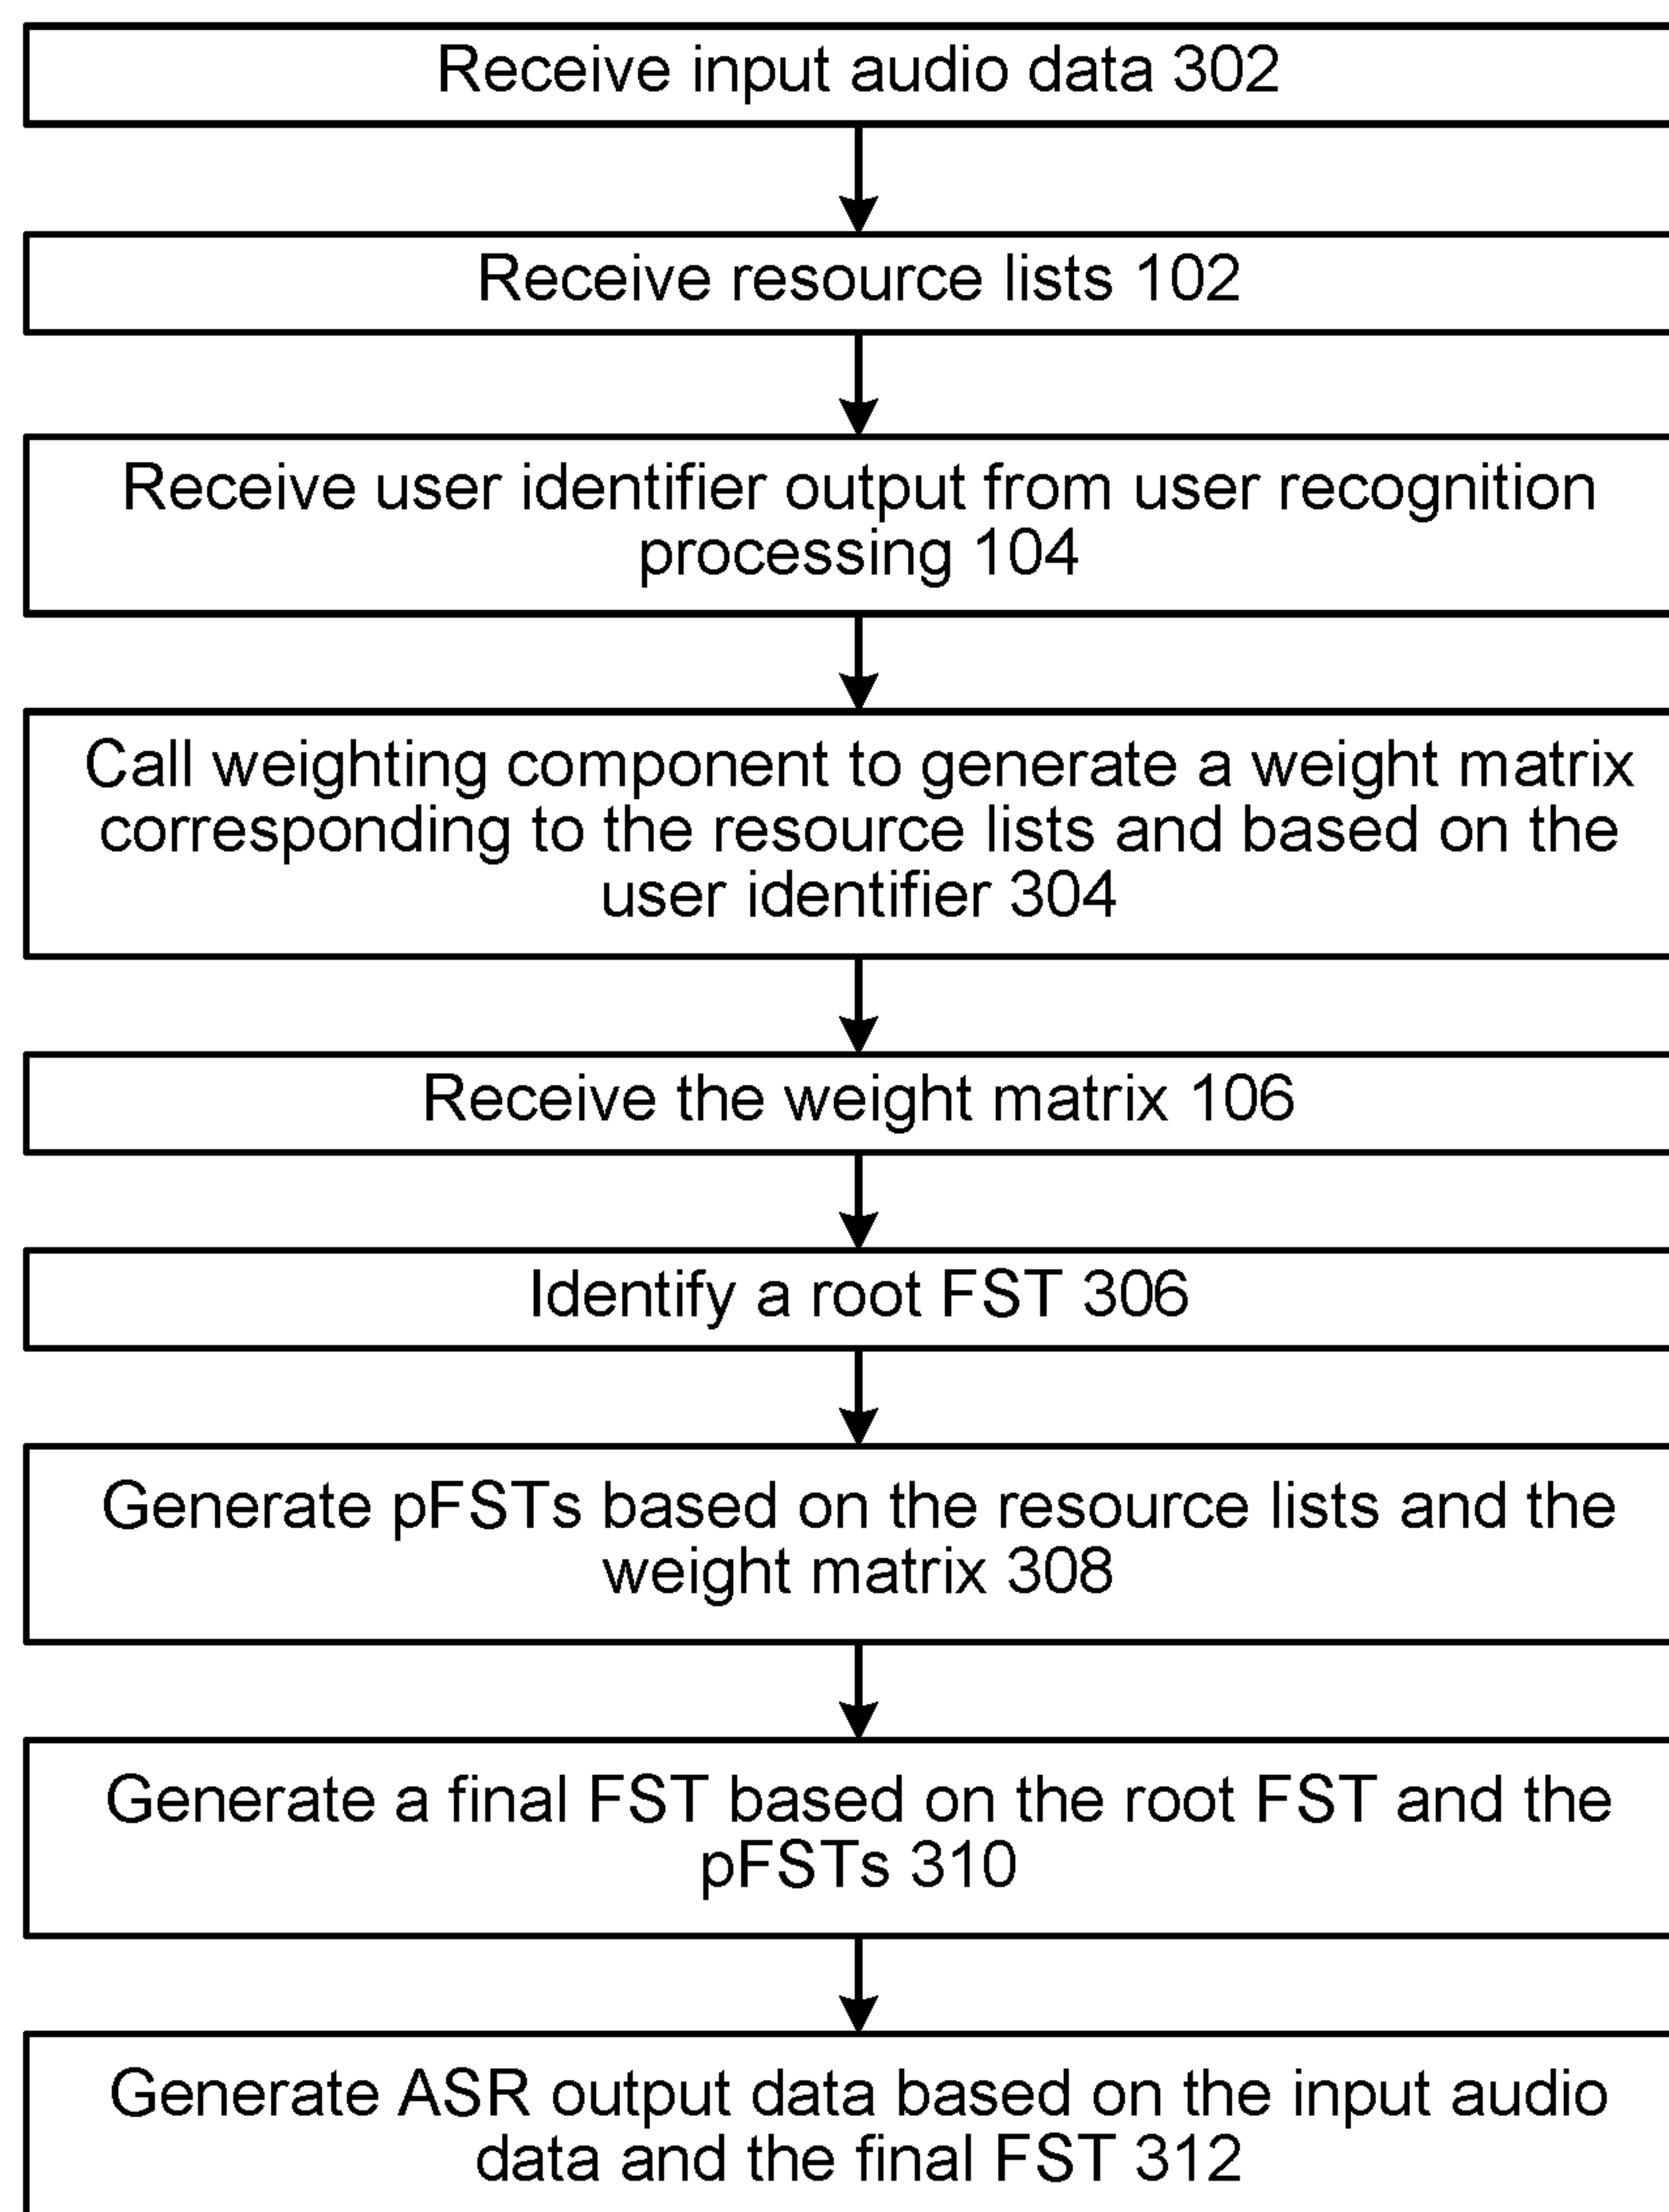 Receive input audio data 302
Receive resource lists 102
Receive user identifier output from user recognition
processing 104
Call weighting component to generate a weight matrix
corresponding to the resource lists and based on the
user identifier 304
Receive the weight matrix 106
Identify a root FST 306
Generate pFSTs based on the resource lists and the
weight matrix 308
Generate a final FST based on the root FST and the
pFSTs 310
Generate ASR output data based on the input audio
data and the final FST 312